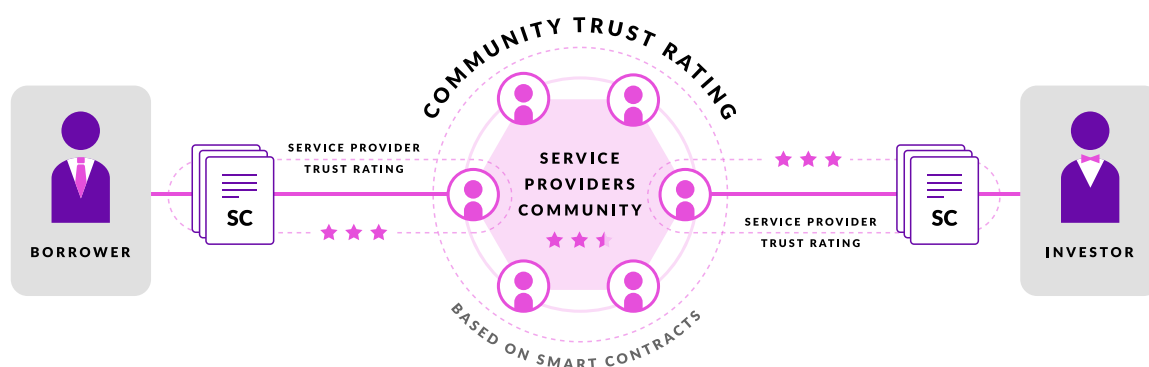 COMMUNITY TRUST RATING
BORROWER
SC
SERVICE PROVIDER
TRUST RATING
SERVICE
PROVIDERS
COMMUNITY
BASED ON SMART CONTRACTS
SERVICE PROVIDER
TRUST RATING
SC
INVESTOR